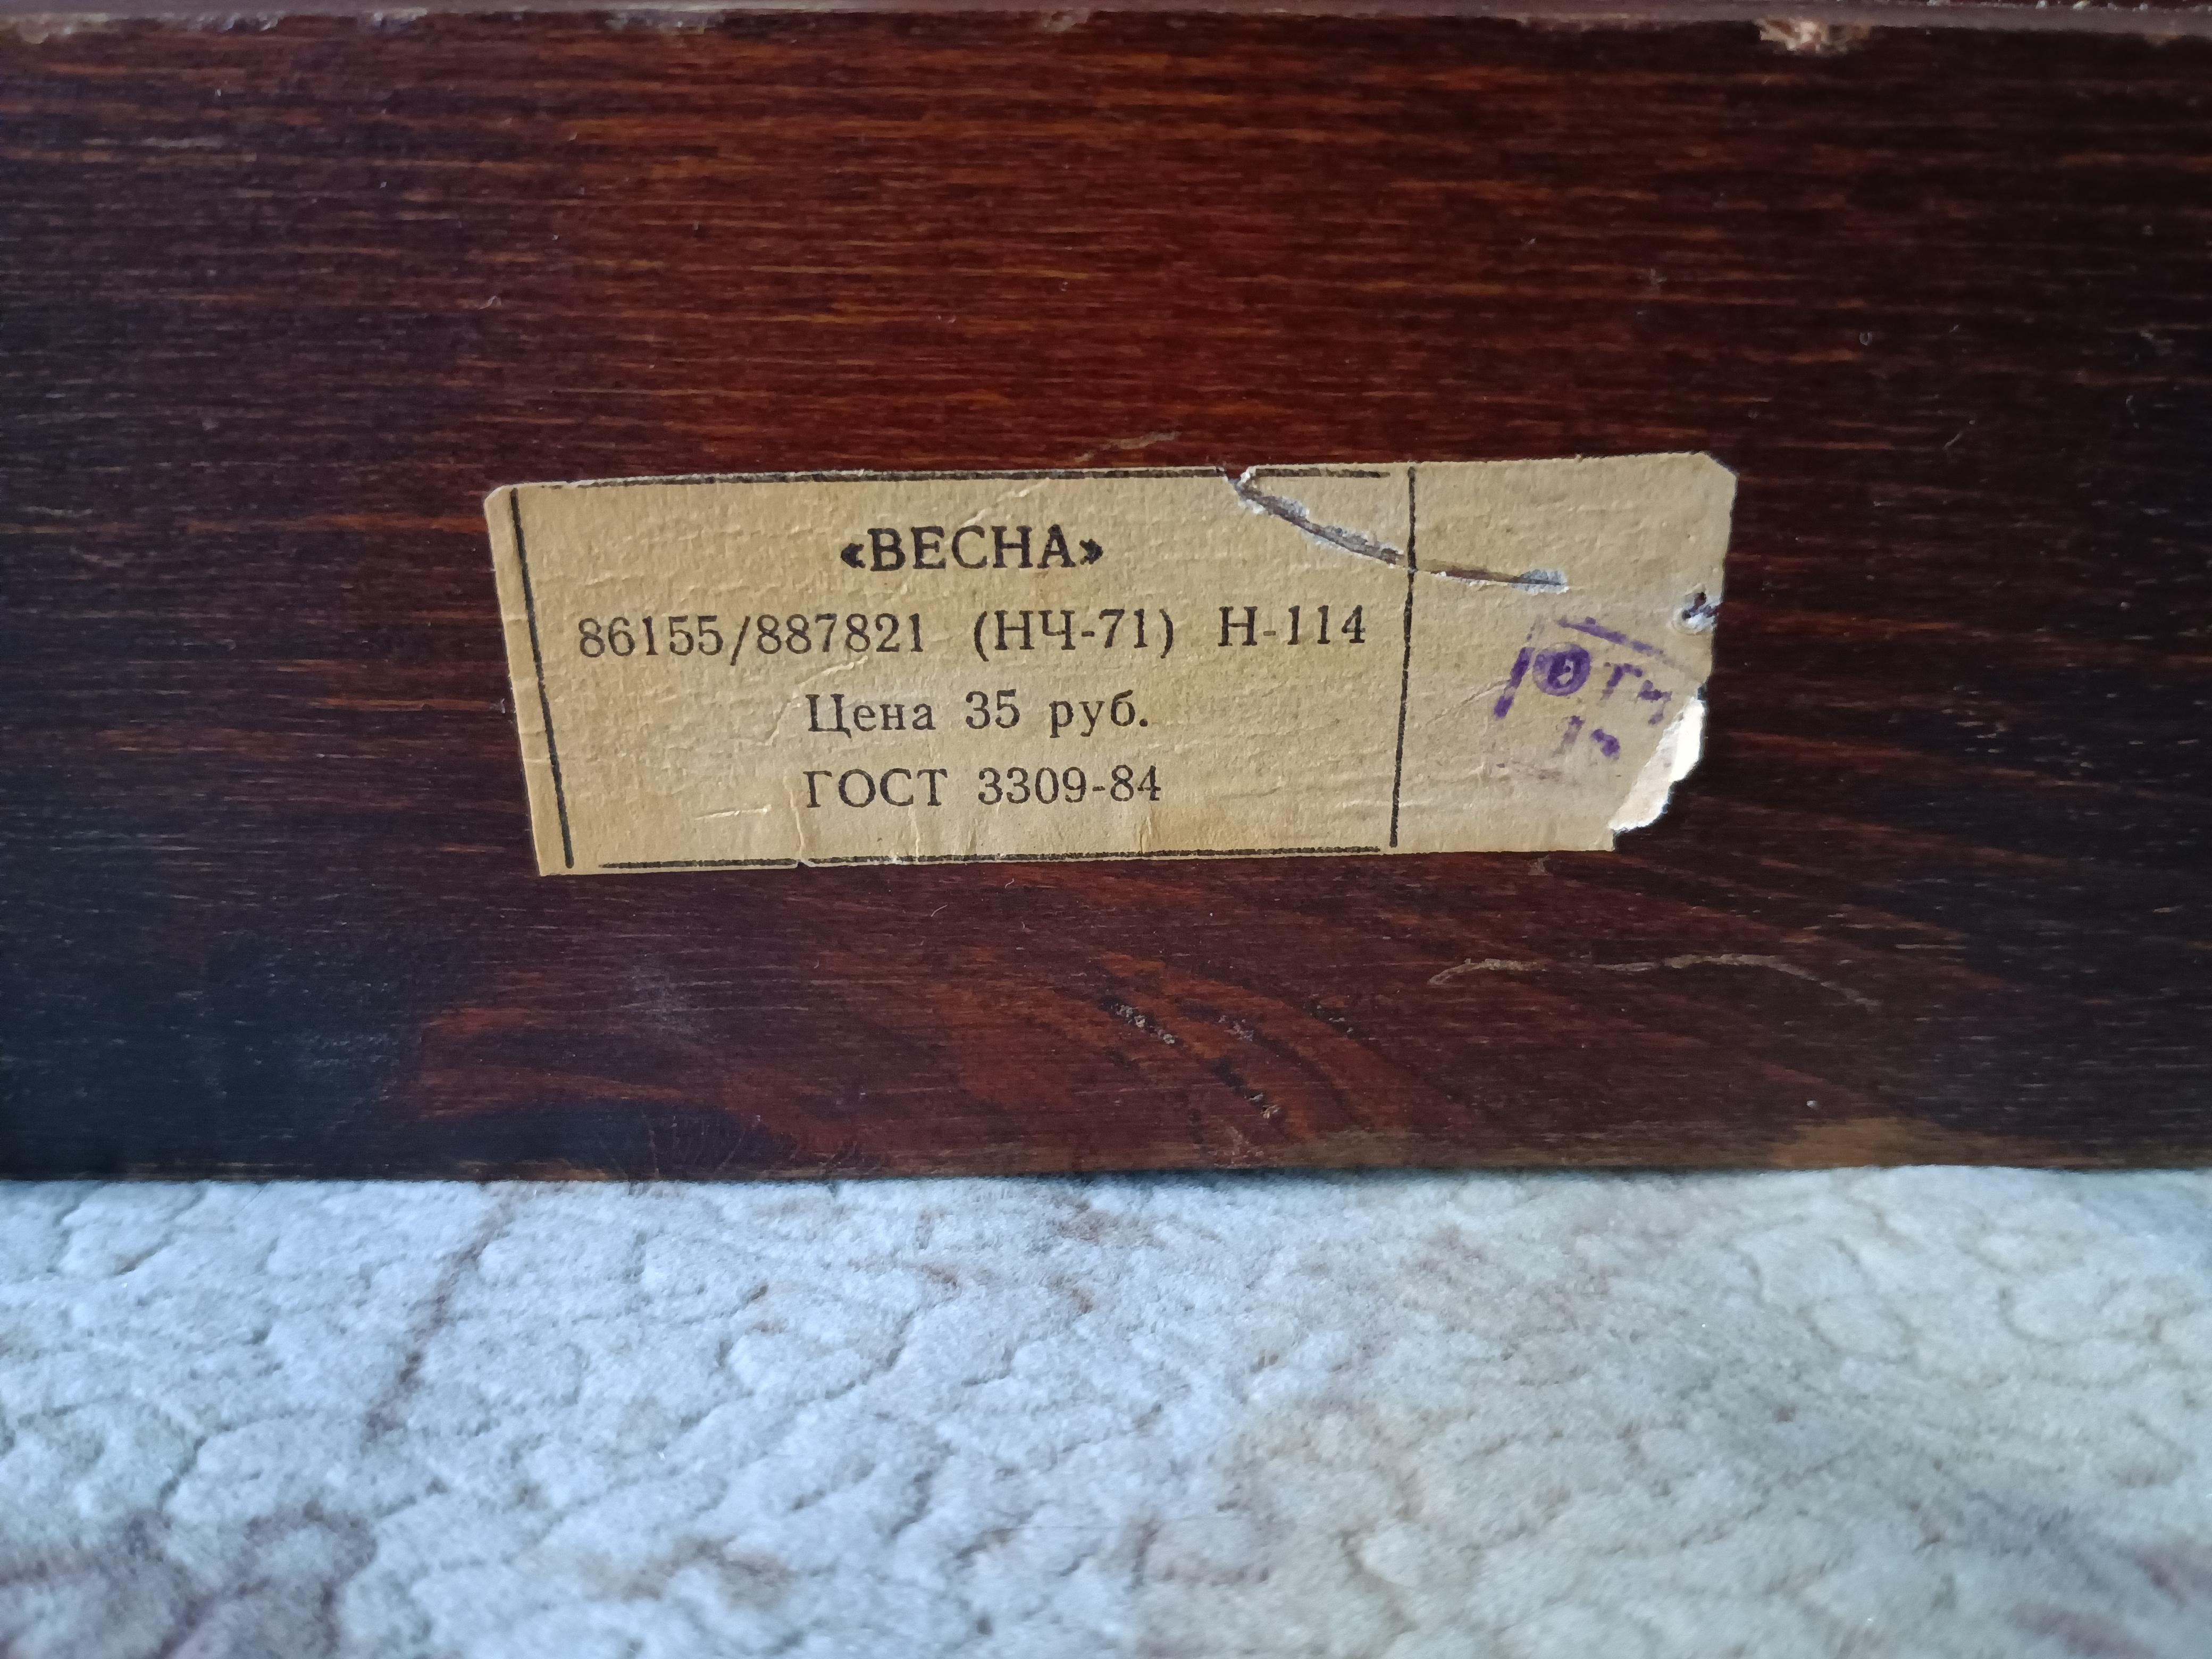 «ВЕСНА»
86155/887821 (НЧ-71) Н-114
Цена 35 руб.
ГОСТ 3309-84